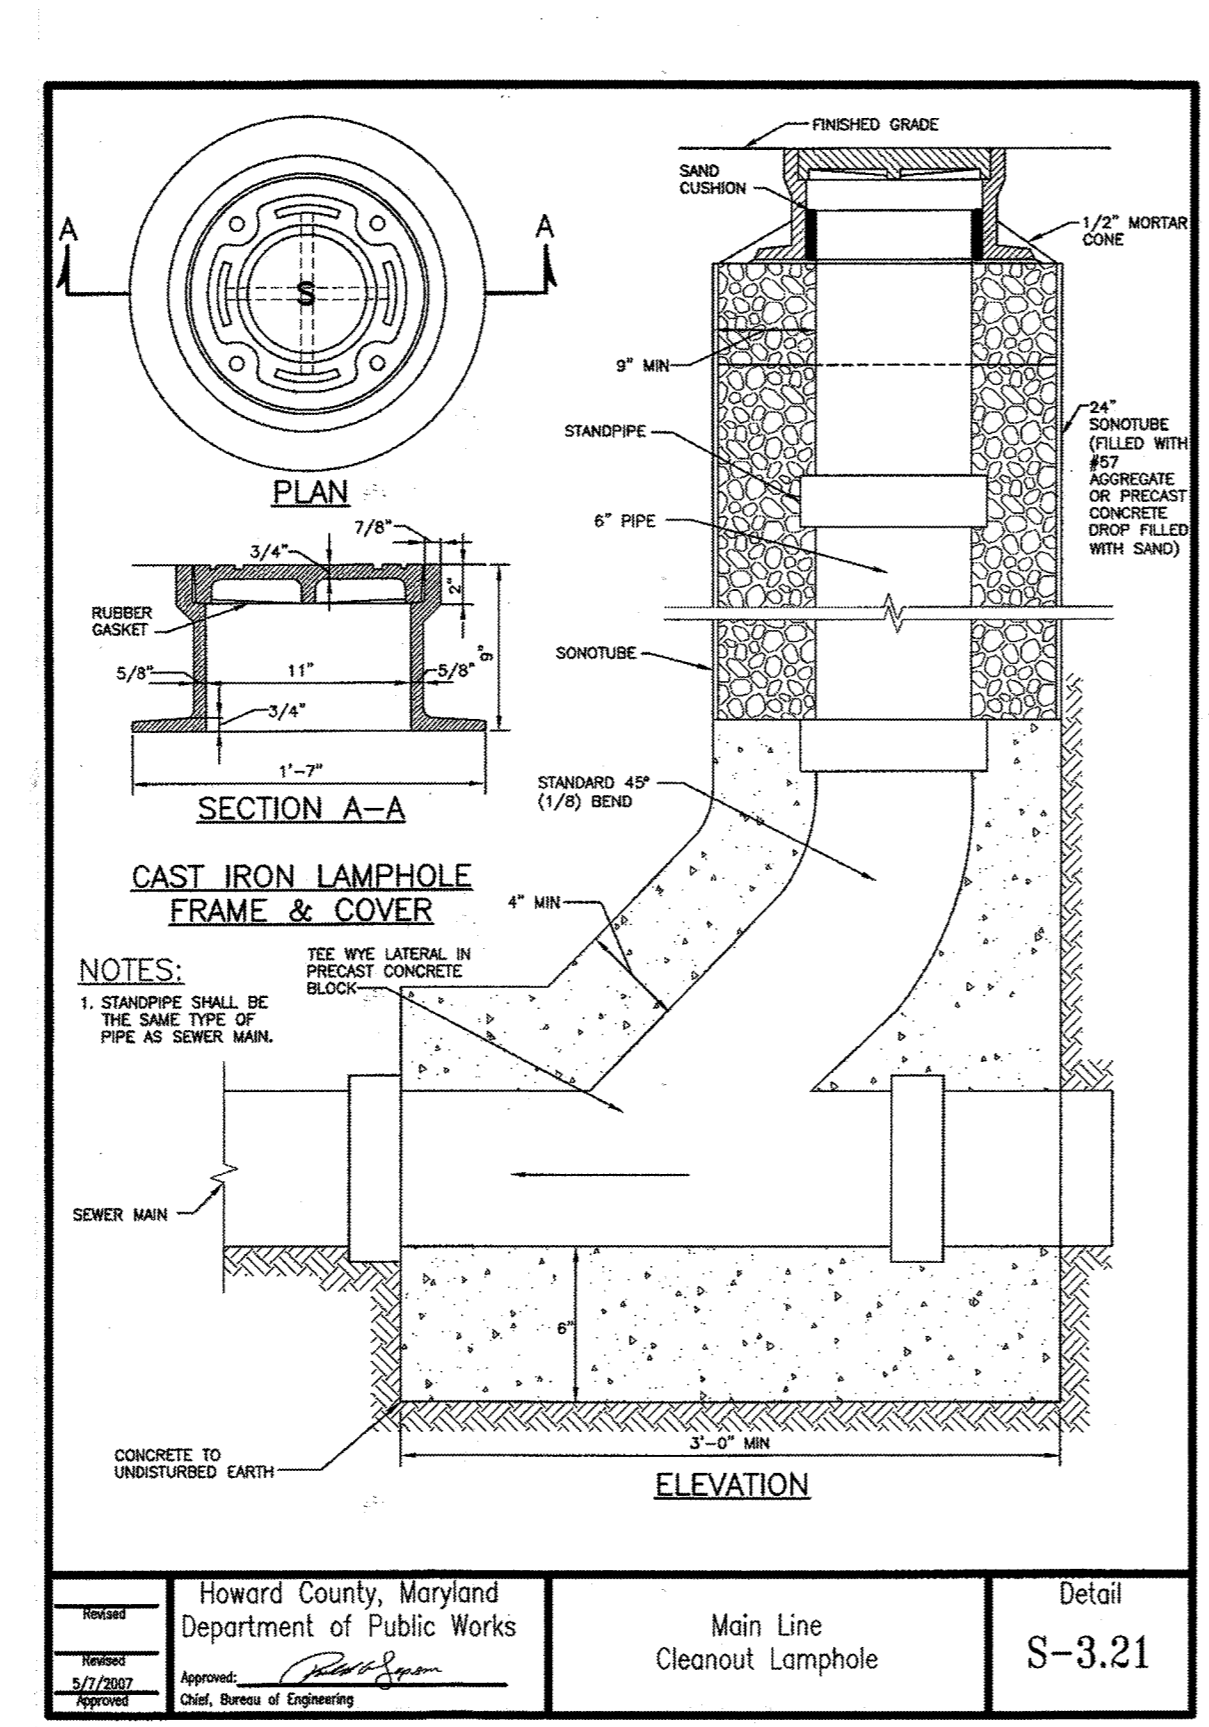 FINISHED GRADE
SAND
CUSHION
1/2" MORTAR
CONE
A
A
S
9" MIN
24"
SONOTUBE
(FILLED WITH
#57
AGGREGATE
OR PRECAST
CONCRETE
DROP FILLED
WITH SAND)
STANDPIPE
PLAN
6" PIPE
7/8"
3/4"
2"
RUBBER
GASKET
9"
5/8"
11"
5/8"
3/4"
SONOTUBE
1'-7"
SECTION A-A
STANDARD 45°
(1/8) BEND
CAST IRON LAMPHOLE
FRAME & COVER
4" MIN
TEE WYE LATERAL IN
PRECAST CONCRETE
BLOCK
NOTES:
1. STANDPIPE SHALL BE
THE SAME TYPE OF
PIPE AS SEWER MAIN.
SEWER MAIN
6"
3'-0" MIN
CONCRETE TO
UNDISTURBED EARTH
ELEVATION
Revised
Revised
5/7/2007
Approved
Howard County, Maryland
Department of Public Works
Approved:
Chief, Bureau of Engineering
Main Line
Cleanout Lamphole
Detail
S-3.21